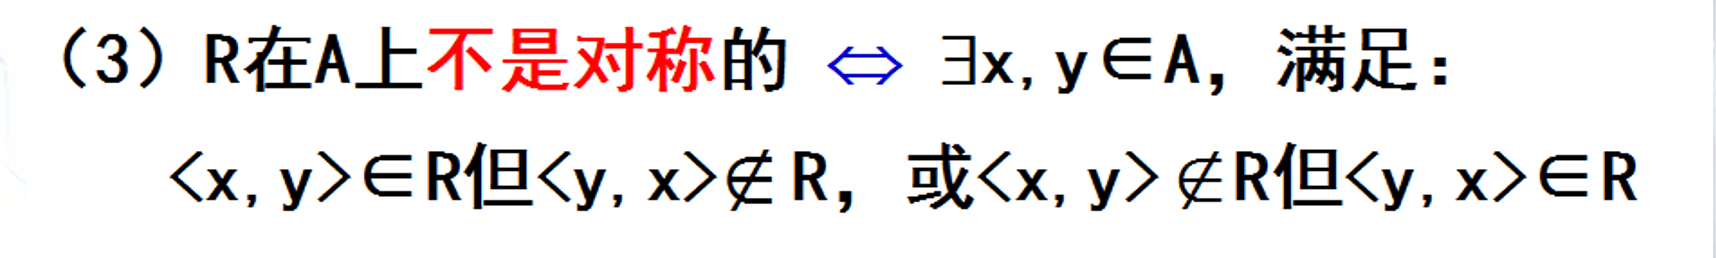 （3）R在A上不是对称的 ⇔ ∃x,y∈A，满足：
<x,y>∈R但<y,x>∉R，或<x,y>∉R但<y,x>∈R